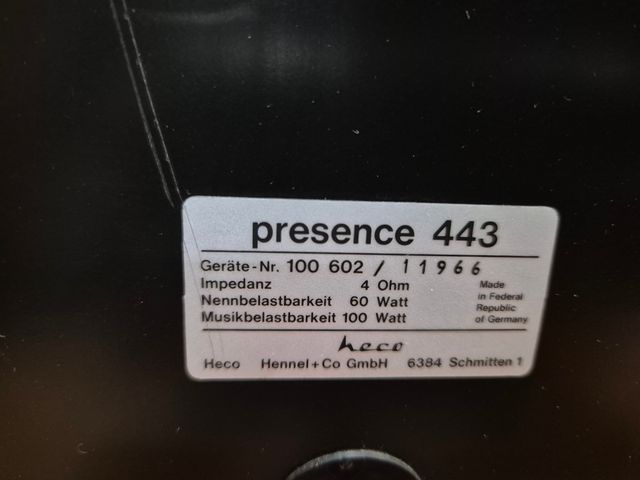 presence 443
Geräte-Nr. 100 602 / 11966
Impedanz 4 Ohm
Nennbelastbarkeit 60 Watt
Musikbelastbarkeit 100 Watt
Made
in Federal
Republic
of Germany
heco
Heco Hennel+Co GmbH 6384 Schmitten 1